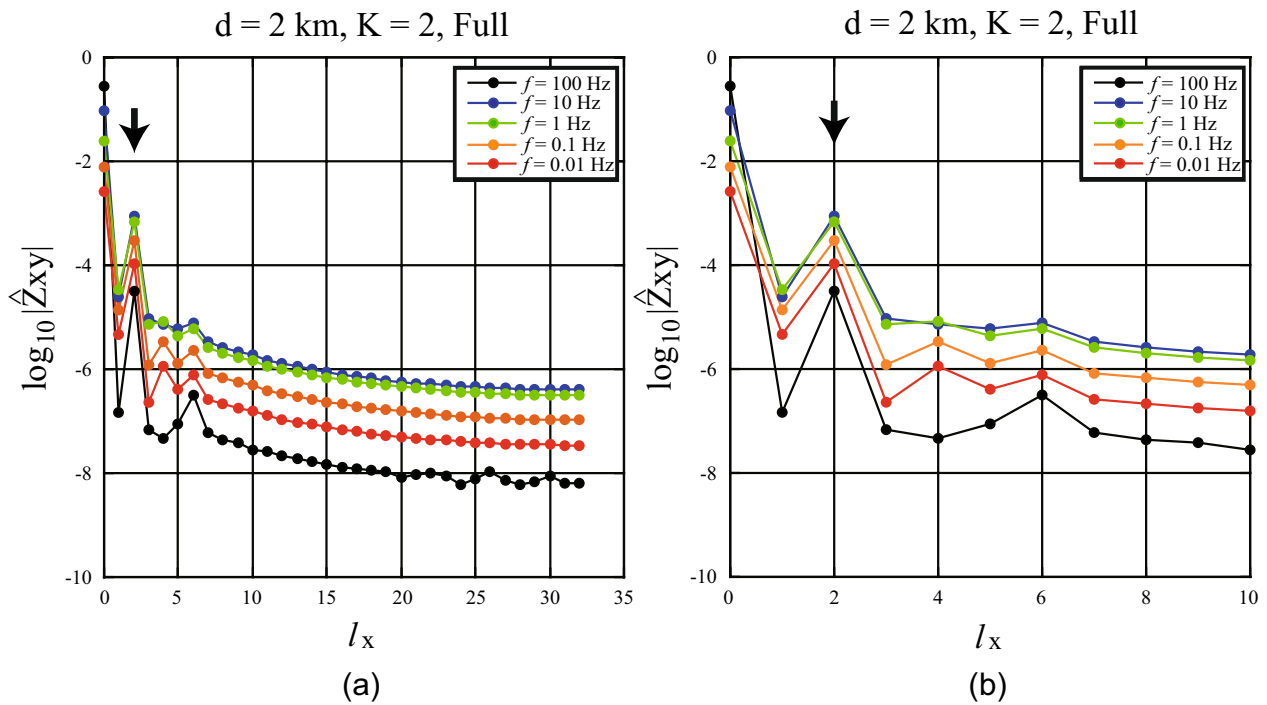 d = 2 km, K = 2, Full
0
-2
-4
-6
-8
-10
log₁₀|Ẑxy|
f = 100 Hz
f = 10 Hz
f = 1 Hz
f = 0.1 Hz
f = 0.01 Hz
0 5 10 15 20 25 30 35
lx
(a)
d = 2 km, K = 2, Full
0
-2
-4
-6
-8
-10
log₁₀|Ẑxy|
f = 100 Hz
f = 10 Hz
f = 1 Hz
f = 0.1 Hz
f = 0.01 Hz
0 2 4 6 8 10
lx
(b)